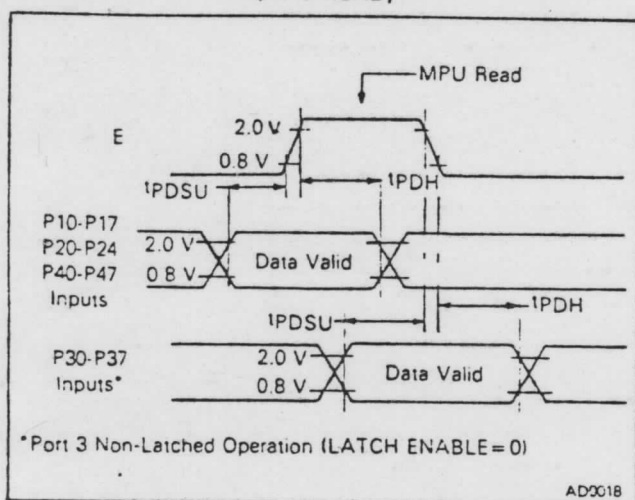 MPU Read
E
2.0 V
0.8 V
tPDSU
tPDH
P10-P17
P20-P24
P40-P47
Inputs
2.0 V
0.8 V
Data Valid
tPDSU
tPDH
P30-P37
Inputs*
2.0 V
0.8 V
Data Valid
*Port 3 Non-Latched Operation (LATCH ENABLE=0)